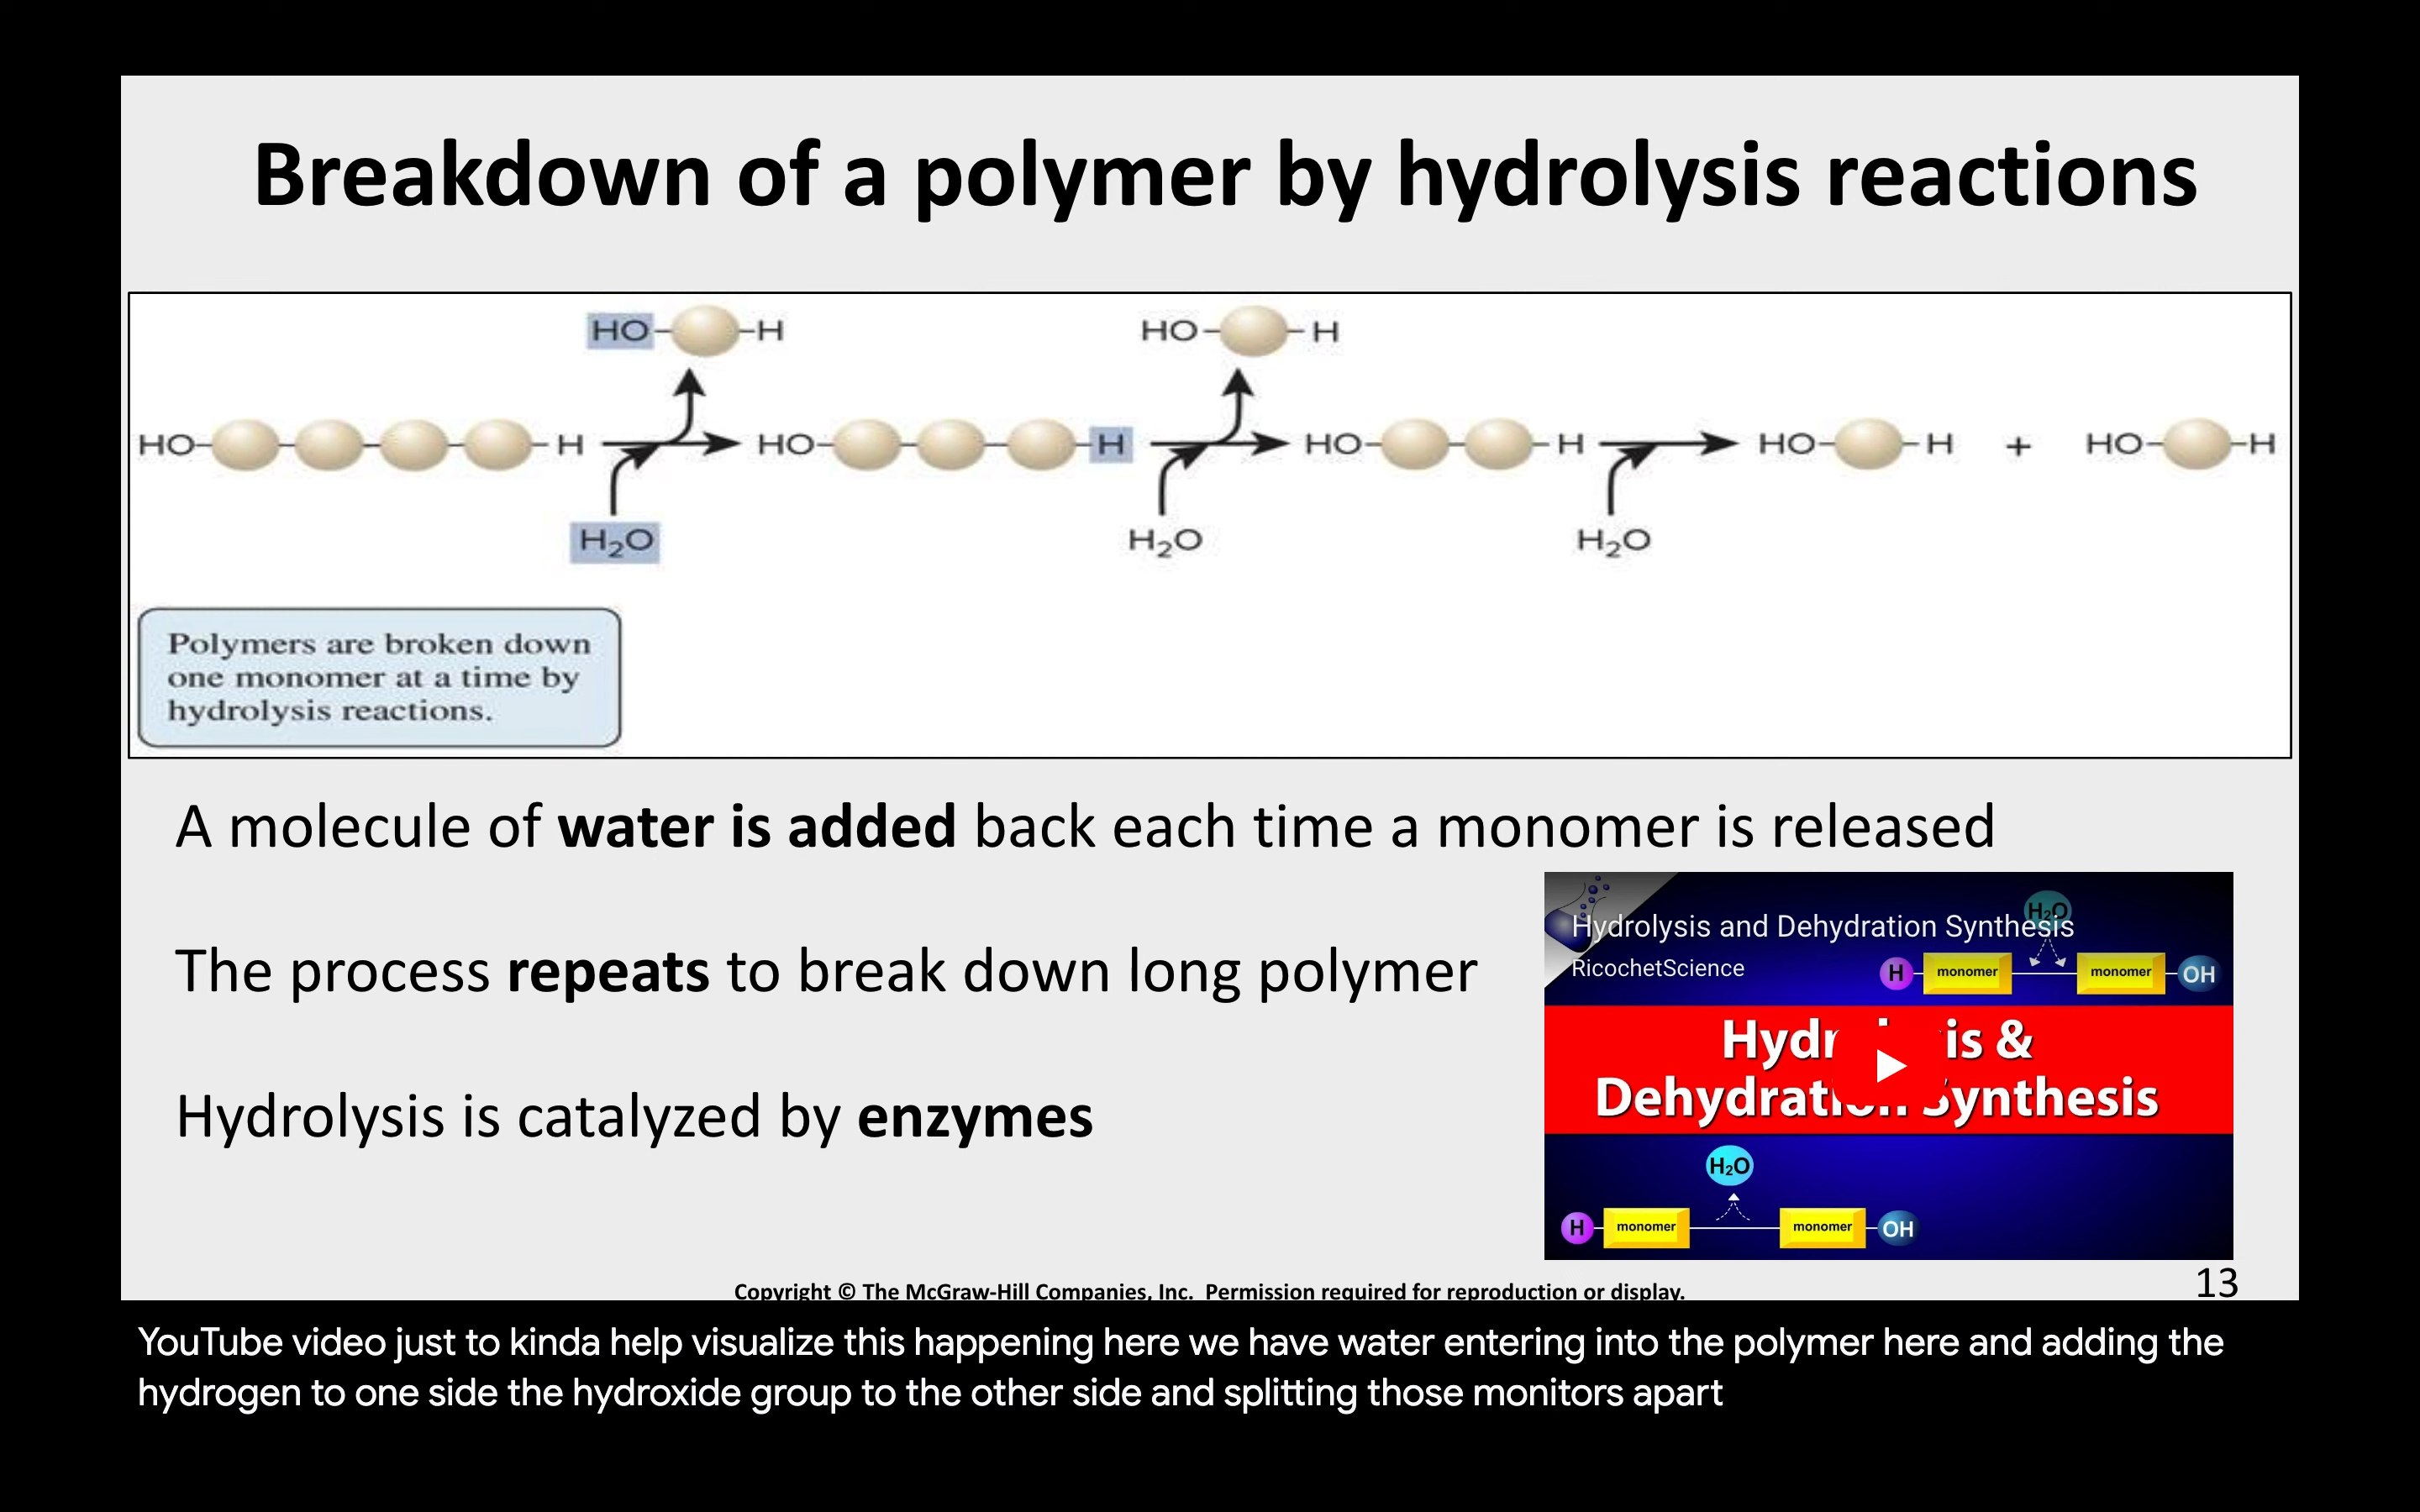 Breakdown of a polymer by hydrolysis reactions
HO H
HO H
HO H
HO H
HO H
HO H + HO H
H₂O
H₂O
H₂O
Polymers are broken down
one monomer at a time by
hydrolysis reactions.
A molecule of water is added back each time a monomer is released
The process repeats to break down long polymer
Hydrolysis is catalyzed by enzymes
H₂O
Hydrolysis and Dehydration Synthesis
RicochetScience
H monomer monomer OH
is &
Synthesis
H₂O
H monomer monomer OH
Copyright © The McGraw-Hill Companies, Inc. Permission required for reproduction or display.
13
YouTube video just to kinda help visualize this happening here we have water entering into the polymer here and adding the
hydrogen to one side the hydroxide group to the other side and splitting those monitors apart